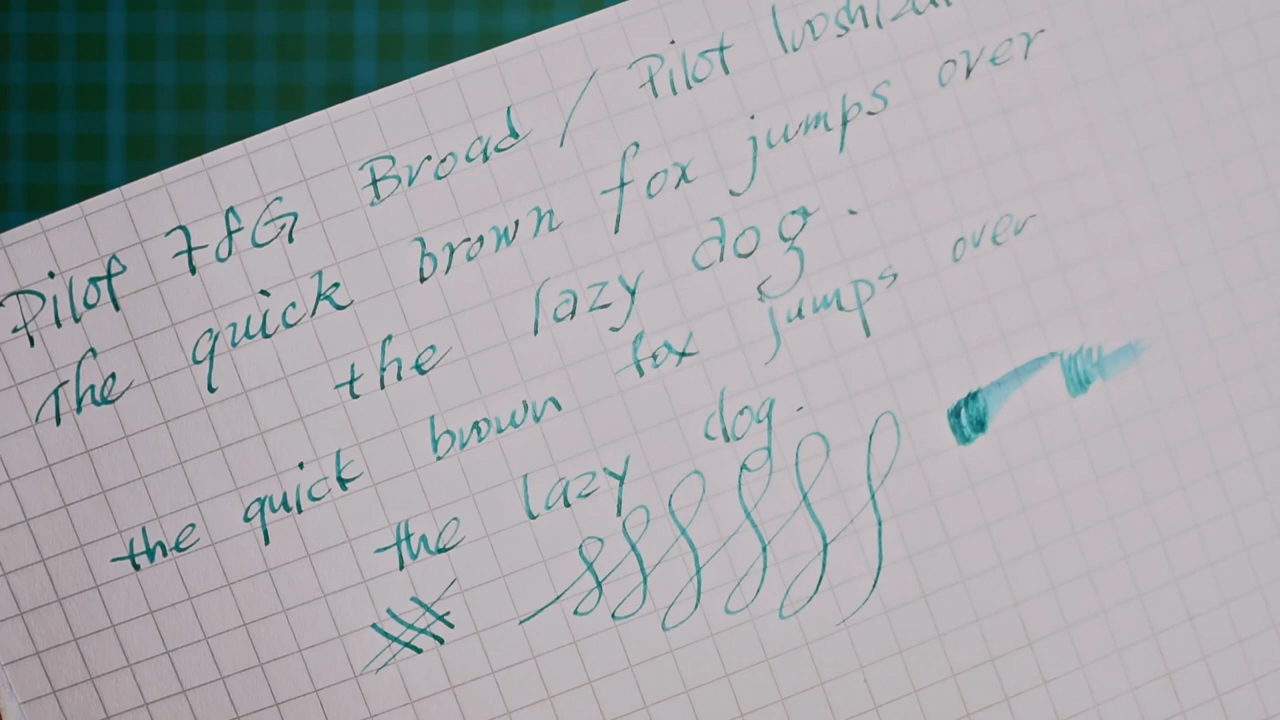 Pilot 78G Broad / Pilot
The quick brown fox jumps over
the lazy dog.
the quick brown fox jumps over
the lazy dog.